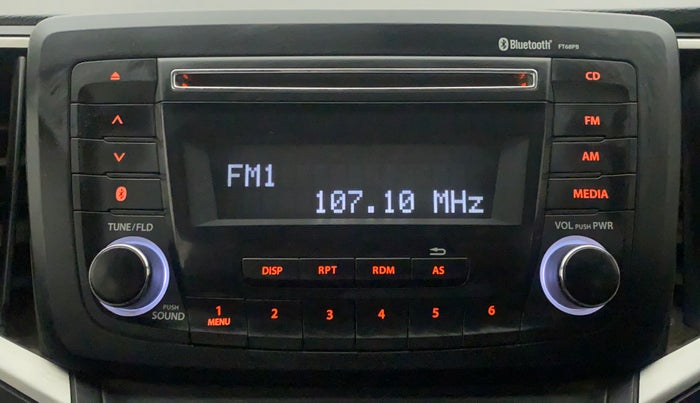 Bluetooth® FT68PB
CD
FM
AM
MEDIA
FM1
107.10 MHz
TUNE/FLD
VOL PUSH PWR
DISP RPT RDM AS
PUSH
SOUND
1 2 3 4 5 6
MENU